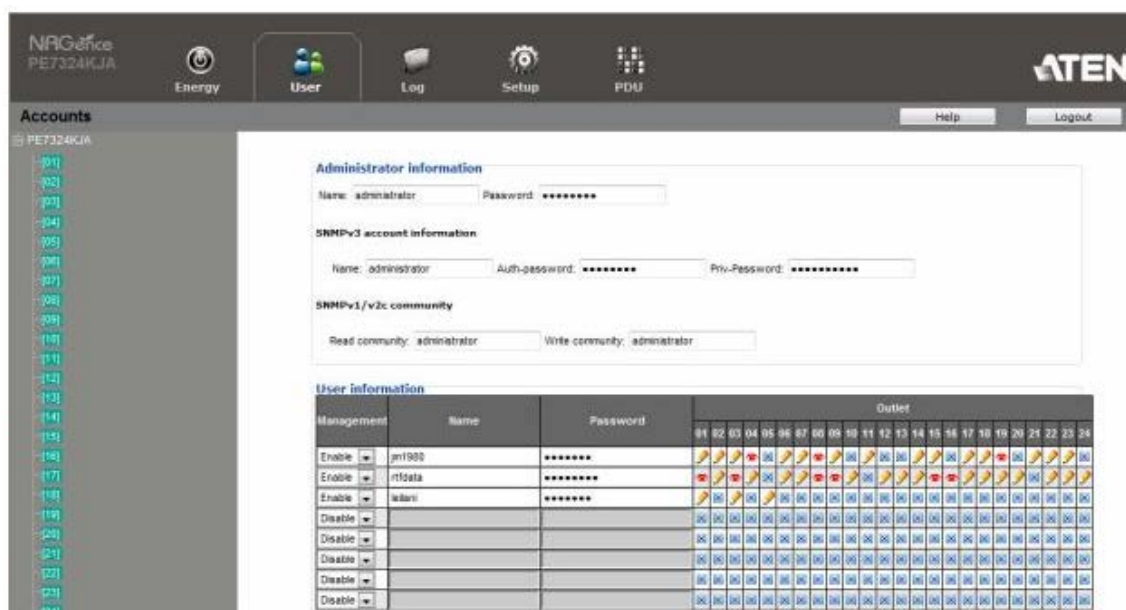 NRGence
PE7324KJA
Energy
User
Log
Setup
PDU
ATEN
Accounts
Help
Logout
PE7324KJA
[01]
[02]
[03]
[04]
[05]
[06]
[07]
[08]
[09]
[10]
[11]
[12]
[13]
[14]
[15]
[16]
[17]
[18]
[19]
[20]
[21]
[22]
[23]
Administrator information
Name: administrator Password:
SNMPv3 account information
Name: administrator Auth-password: Priv-Password:
SNMPv1/v2c community
Read community: administrator Write community: administrator
User information
Management Name Password Outlet
01 02 03 04 05 06 07 08 09 10 11 12 13 14 15 16 17 18 19 20 21 22 23 24
Enable jm1980
Enable rtfdata
Enable leilani
Disable
Disable
Disable
Disable
Disable